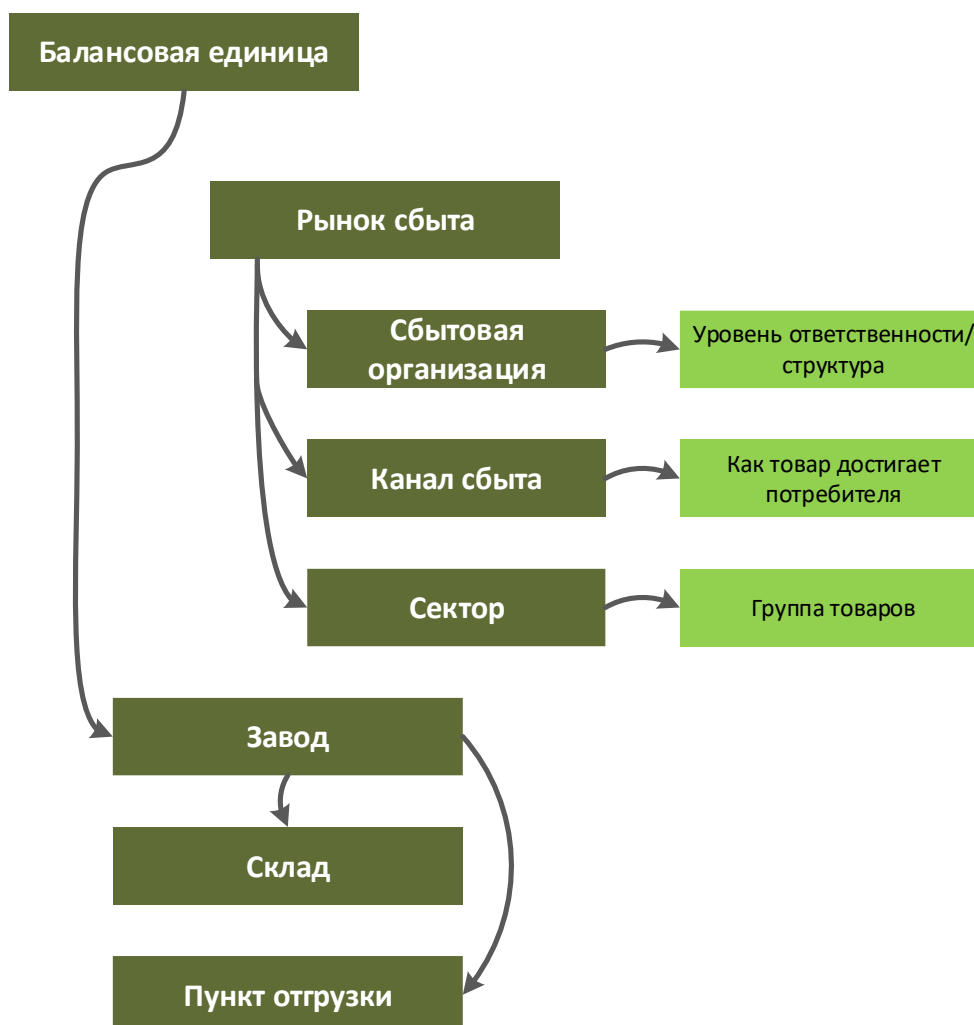 Балансовая единица
Рынок сбыта
Сбытовая
организация
Уровень ответственности/
структура
Канал сбыта
Как товар достигает
потребителя
Сектор
Группа товаров
Завод
Склад
Пункт отгрузки